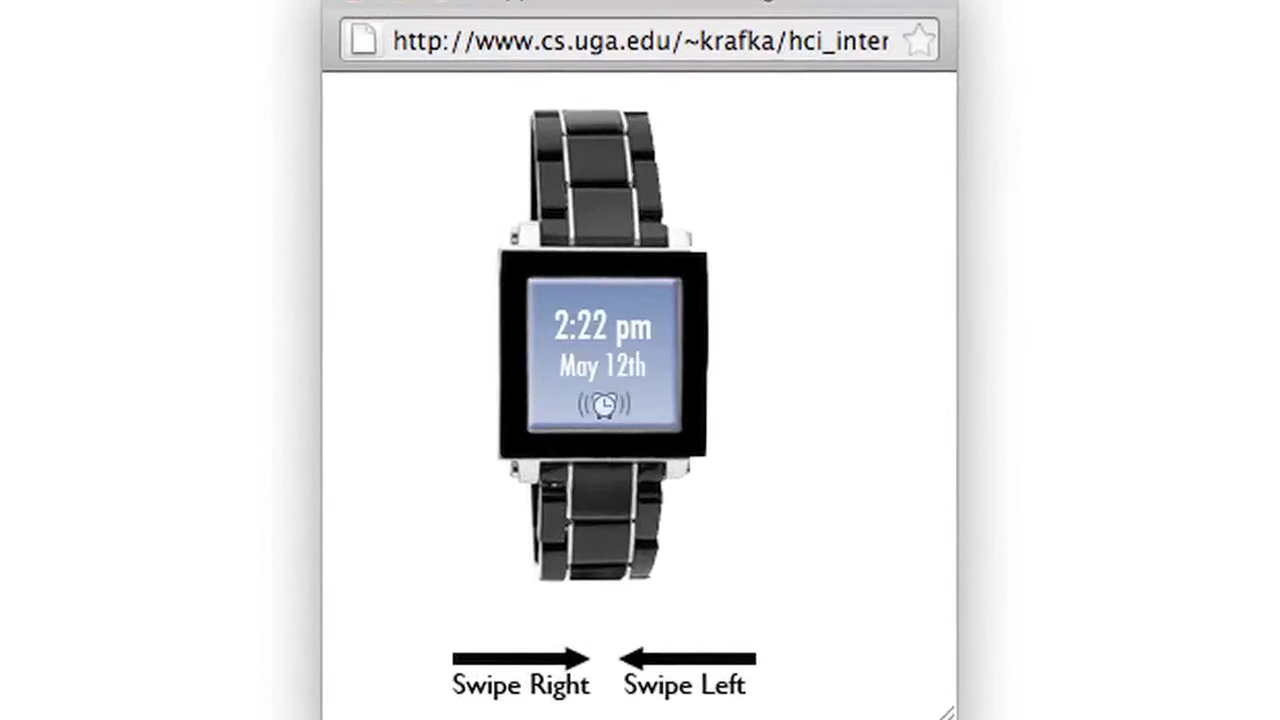 http://www.cs.uga.edu/~krafka/hci_inter
2:22 pm
May 12th
Swipe Right
Swipe Left